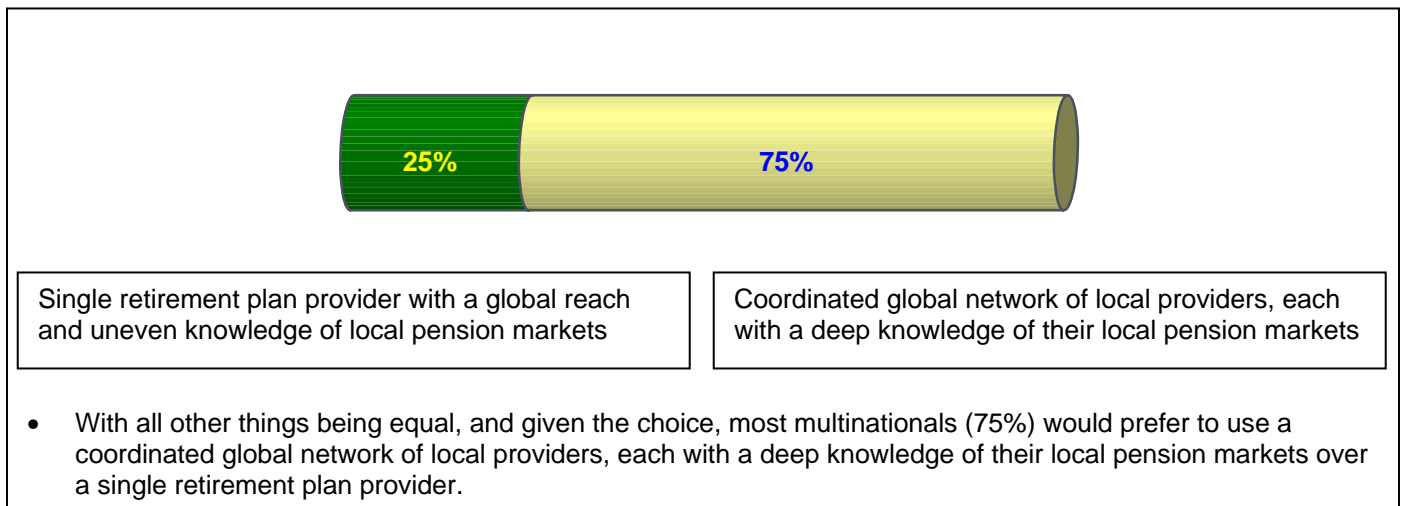 25%
75%
Single retirement plan provider with a global reach
and uneven knowledge of local pension markets
Coordinated global network of local providers, each
with a deep knowledge of their local pension markets
• With all other things being equal, and given the choice, most multinationals (75%) would prefer to use a
coordinated global network of local providers, each with a deep knowledge of their local pension markets over
a single retirement plan provider.